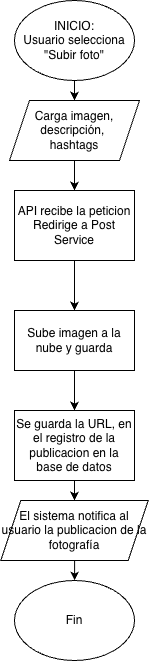 INICIO:
Usuario selecciona
"Subir foto"
Carga imagen,
descripción,
hashtags
API recibe la peticion
Redirige a Post
Service
Sube imagen a la
nube y guarda
Se guarda la URL, en
el registro de la
publicacion en la
base de datos
El sistema notifica al
usuario la publicacion de la
fotografía
Fin